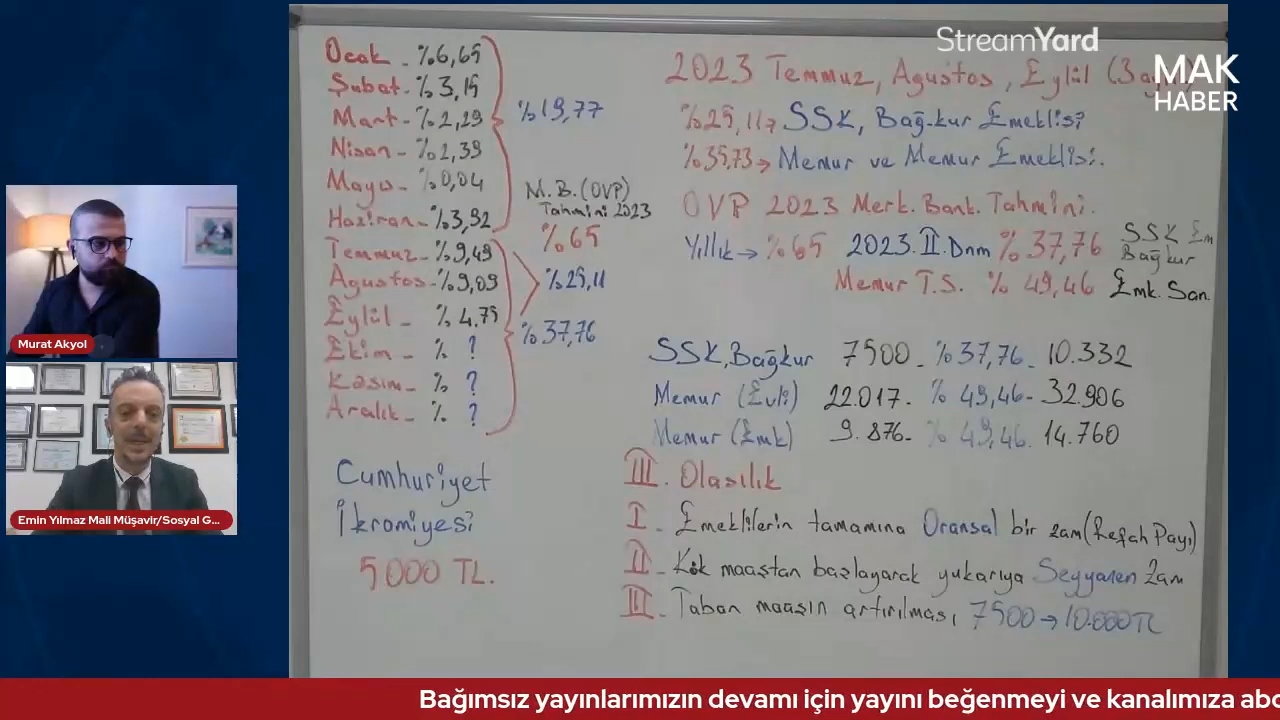 StreamYard
MAK
HABER
Ocak - %6,65
Şubat - %3,15
Mart - %2,29
Nisan - %2,39
Mayıs - %0,04
Haziran - %3,92
%19,77
M.B. (OVP)
Tahmini 2023
%65
Temmuz - %9,49
Ağustos - %9,09
Eylül - % 4.75
Ekim - % ?
Kasım - % ?
Aralık - % ?
%25,11
%37,76
Cumhuriyet
İkramiyesi
5000 TL.
2023 Temmuz, Ağustos, Eylül (3
%25,11 → SSK, Bağ-kur Emeklisi
%35,73 → Memur ve Memur Emeklisi.
OVP 2023 Merk. Bank. Tahmini.
Yıllık → %65 2023.II.Dnm %37,76 SSK Em
Bağkur
Memur T.S. % 49,46 Emk. San.
SSK, Bağkur 7500 - %37,76 - 10.332
Memur (Evli) 22.017 - % 49,46 - 32.906
Memur (Emk) 9.876 - % 49,46 - 14.760
III. Olasılık
I - Emeklilerin tamamına Oransal bir zam (Refah Payı)
II - Kök maaştan başlayarak yukarıya Seyyanen Zam
III - Taban maaşın artırılması, 7500 → 10.000 TL
Murat Akyol
Emin Yılmaz Mali Müşavir/Sosyal G...
Bağımsız yayınlarımızın devamı için yayını beğenmeyi ve kanalımıza abo